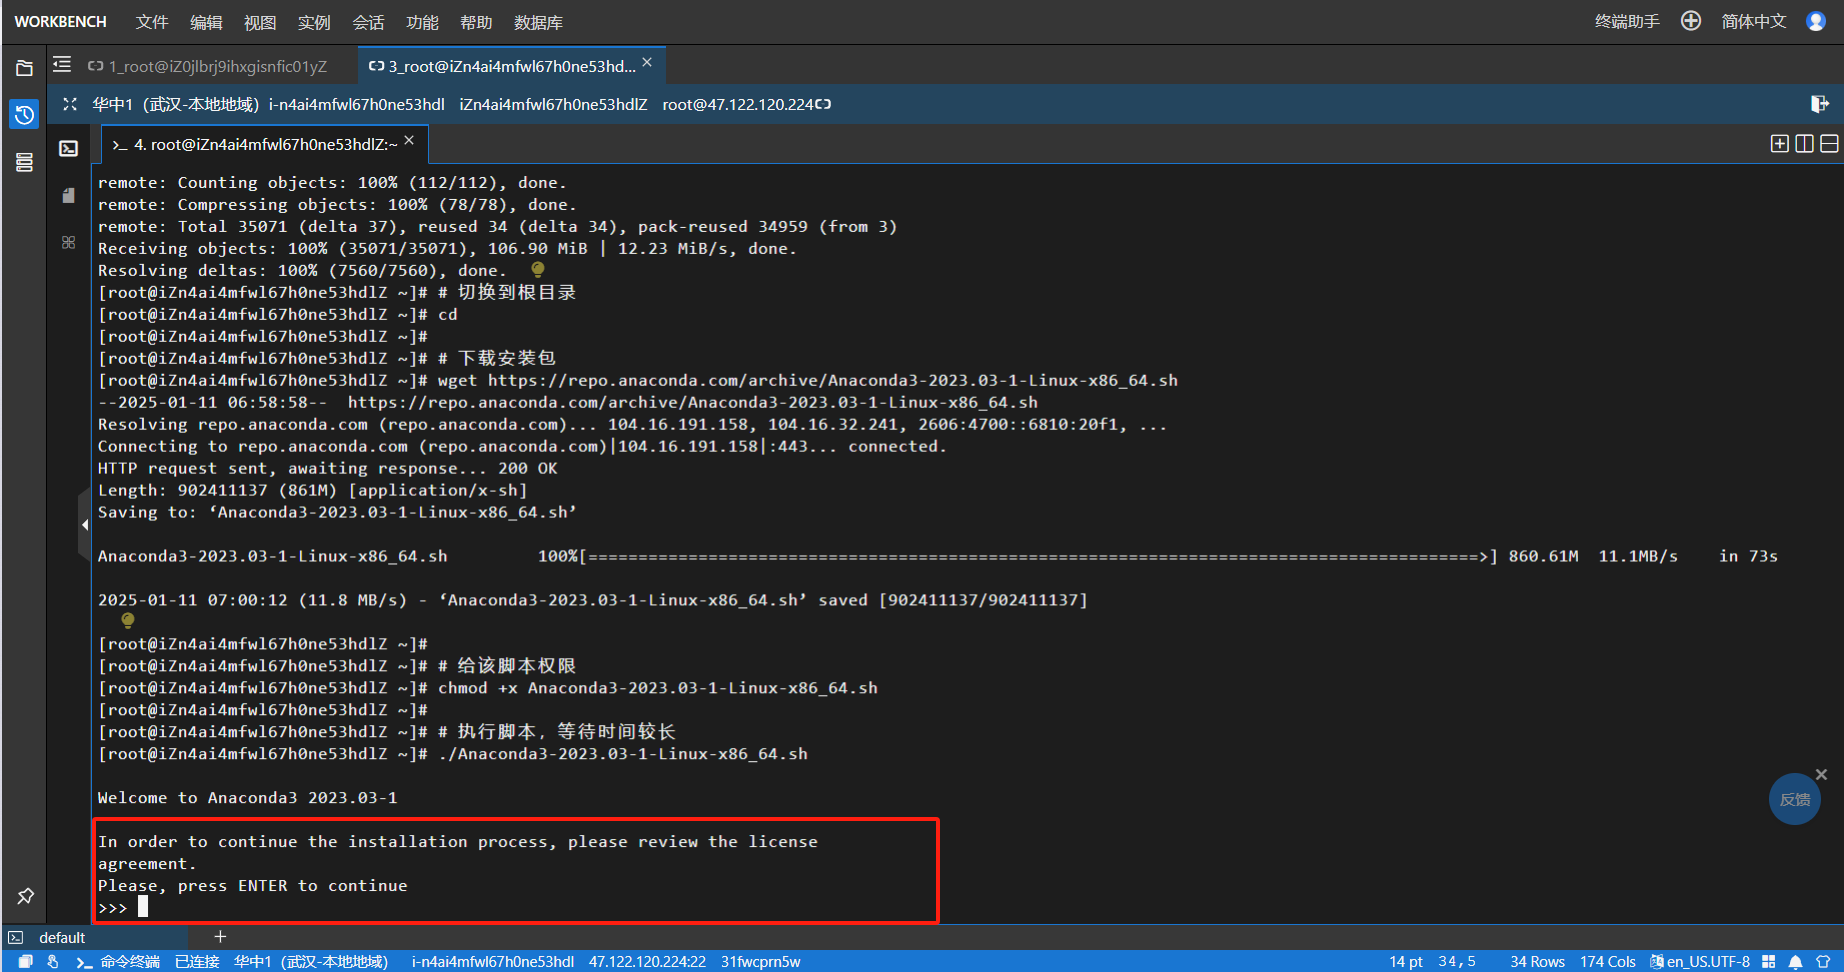 WORKBENCH 文件 编辑 视图 实例 会话 功能 帮助 数据库 终端助手 简体中文
1_root@iZ0jlbrj9ihxgisnfic01yZ 3_root@iZn4ai4mfwl67h0ne53hd...
华中1（武汉-本地地域）i-n4ai4mfwl67h0ne53hdl iZn4ai4mfwl67h0ne53hdlZ root@47.122.120.224
>_ 4. root@iZn4ai4mfwl67h0ne53hdlZ:~
remote: Counting objects: 100% (112/112), done.
remote: Compressing objects: 100% (78/78), done.
remote: Total 35071 (delta 37), reused 34 (delta 34), pack-reused 34959 (from 3)
Receiving objects: 100% (35071/35071), 106.90 MiB | 12.23 MiB/s, done.
Resolving deltas: 100% (7560/7560), done.
[root@iZn4ai4mfwl67h0ne53hdlZ ~]# # 切换到根目录
[root@iZn4ai4mfwl67h0ne53hdlZ ~]# cd
[root@iZn4ai4mfwl67h0ne53hdlZ ~]#
[root@iZn4ai4mfwl67h0ne53hdlZ ~]# # 下载安装包
[root@iZn4ai4mfwl67h0ne53hdlZ ~]# wget https://repo.anaconda.com/archive/Anaconda3-2023.03-1-Linux-x86_64.sh
--2025-01-11 06:58:58-- https://repo.anaconda.com/archive/Anaconda3-2023.03-1-Linux-x86_64.sh
Resolving repo.anaconda.com (repo.anaconda.com)... 104.16.191.158, 104.16.32.241, 2606:4700::6810:20f1, ...
Connecting to repo.anaconda.com (repo.anaconda.com)|104.16.191.158|:443... connected.
HTTP request sent, awaiting response... 200 OK
Length: 902411137 (861M) [application/x-sh]
Saving to: ‘Anaconda3-2023.03-1-Linux-x86_64.sh’
Anaconda3-2023.03-1-Linux-x86_64.sh 100%[=========================================================================================>] 860.61M 11.1MB/s in 73s
2025-01-11 07:00:12 (11.8 MB/s) - ‘Anaconda3-2023.03-1-Linux-x86_64.sh’ saved [902411137/902411137]
[root@iZn4ai4mfwl67h0ne53hdlZ ~]#
[root@iZn4ai4mfwl67h0ne53hdlZ ~]# # 给该脚本权限
[root@iZn4ai4mfwl67h0ne53hdlZ ~]# chmod +x Anaconda3-2023.03-1-Linux-x86_64.sh
[root@iZn4ai4mfwl67h0ne53hdlZ ~]#
[root@iZn4ai4mfwl67h0ne53hdlZ ~]# # 执行脚本，等待时间较长
[root@iZn4ai4mfwl67h0ne53hdlZ ~]# ./Anaconda3-2023.03-1-Linux-x86_64.sh
Welcome to Anaconda3 2023.03-1
反馈
In order to continue the installation process, please review the license
agreement.
Please, press ENTER to continue
>>>
default +
命令终端 已连接 华中1（武汉-本地地域） i-n4ai4mfwl67h0ne53hdl 47.122.120.224:22 31fwcprn5w 14 pt 34,5 34 Rows 174 Cols en_US.UTF-8